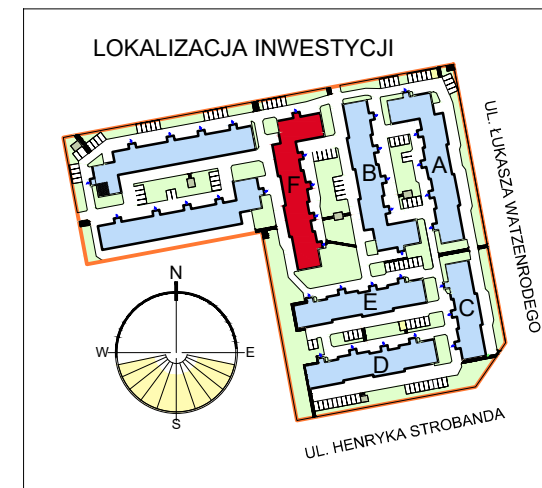 LOKALIZACJA INWESTYCJI
UL. ŁUKASZA WATZENRODEGO
F
B
A
E
C
D
N
W
E
S
UL. HENRYKA STROBANDA